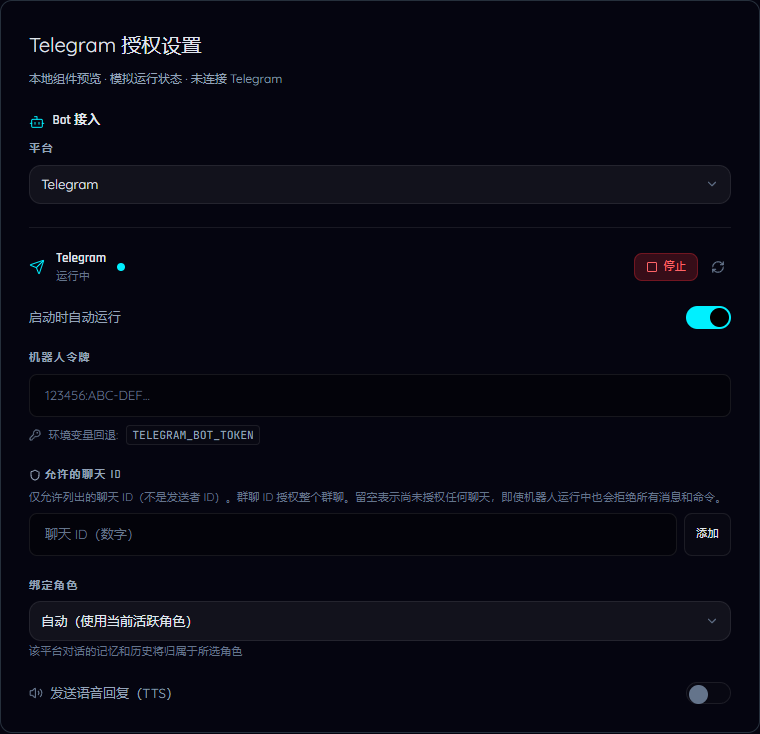 Telegram 授权设置
本地组件预览 · 模拟运行状态 · 未连接 Telegram
Bot 接入
平台
Telegram
Telegram
运行中
停止
启动时自动运行
机器人令牌
123456:ABC-DEF...
环境变量回退: TELEGRAM_BOT_TOKEN
允许的聊天 ID
仅允许列出的聊天 ID（不是发送者 ID）。群聊 ID 授权整个群聊。留空表示尚未授权任何聊天，即使机器人运行中也会拒绝所有消息和命令。
聊天 ID（数字）
添加
绑定角色
自动（使用当前活跃角色）
该平台对话的记忆和历史将归属于所选角色
发送语音回复（TTS）